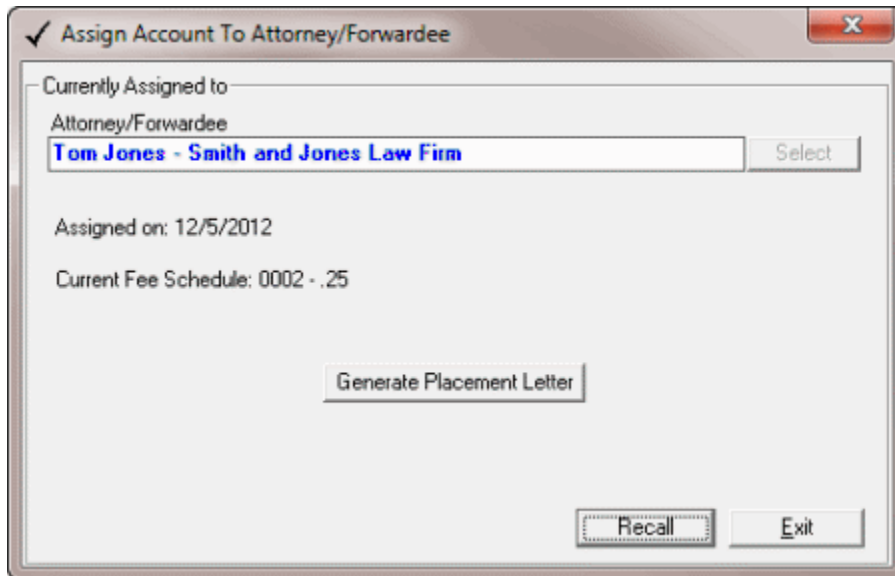 Assign Account To Attorney/Forwardee
Currently Assigned to
Attorney/Forwardee
Tom Jones - Smith and Jones Law Firm
Select
Assigned on: 12/5/2012
Current Fee Schedule: 0002 - .25
Generate Placement Letter
Recall
Exit